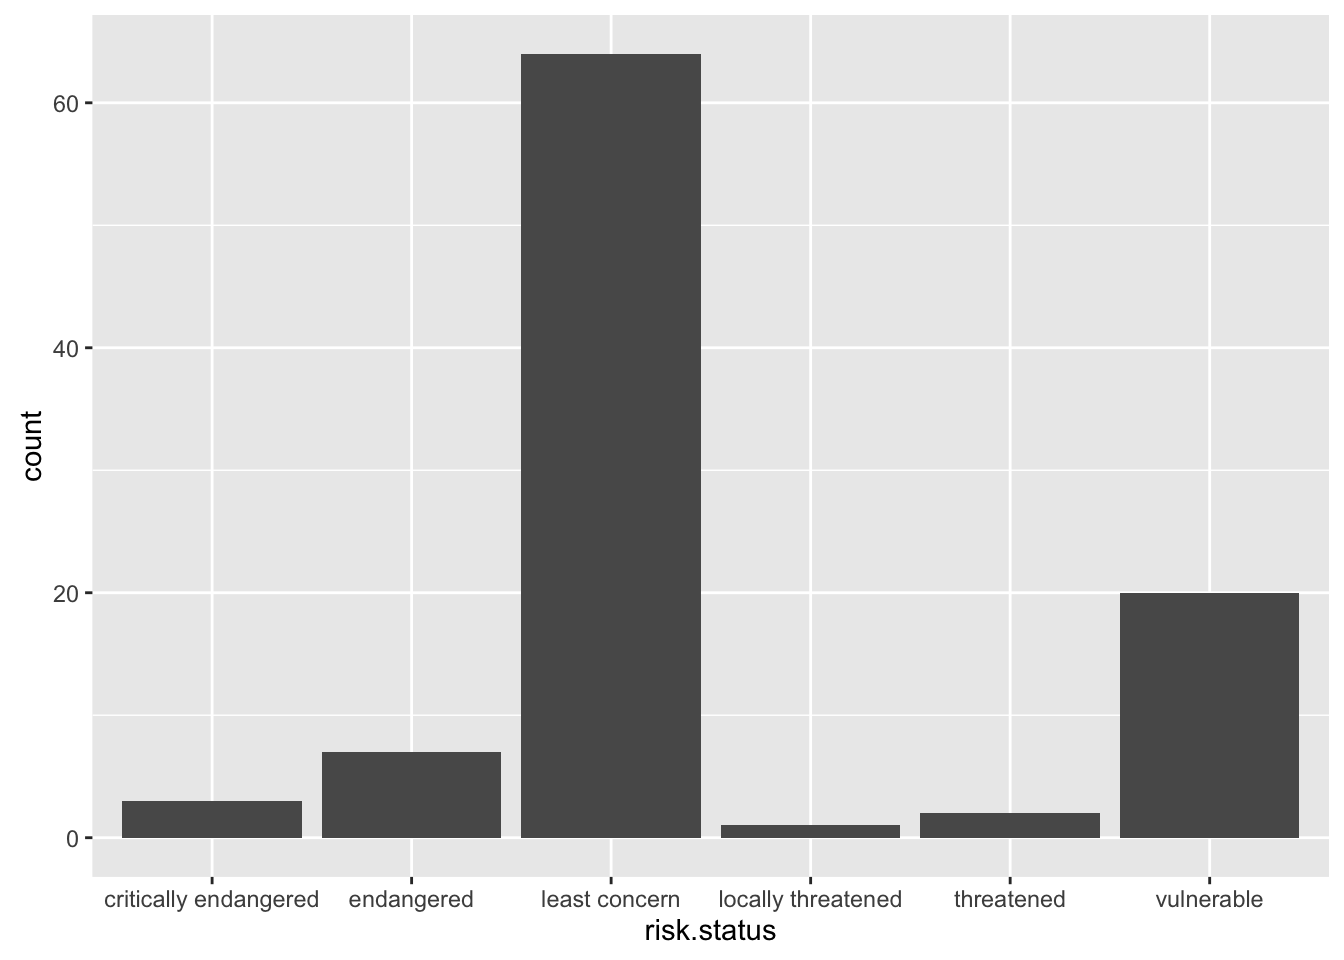 60
40
20
0
count
critically endangered endangered least concern locally threatened threatened vulnerable
risk.status